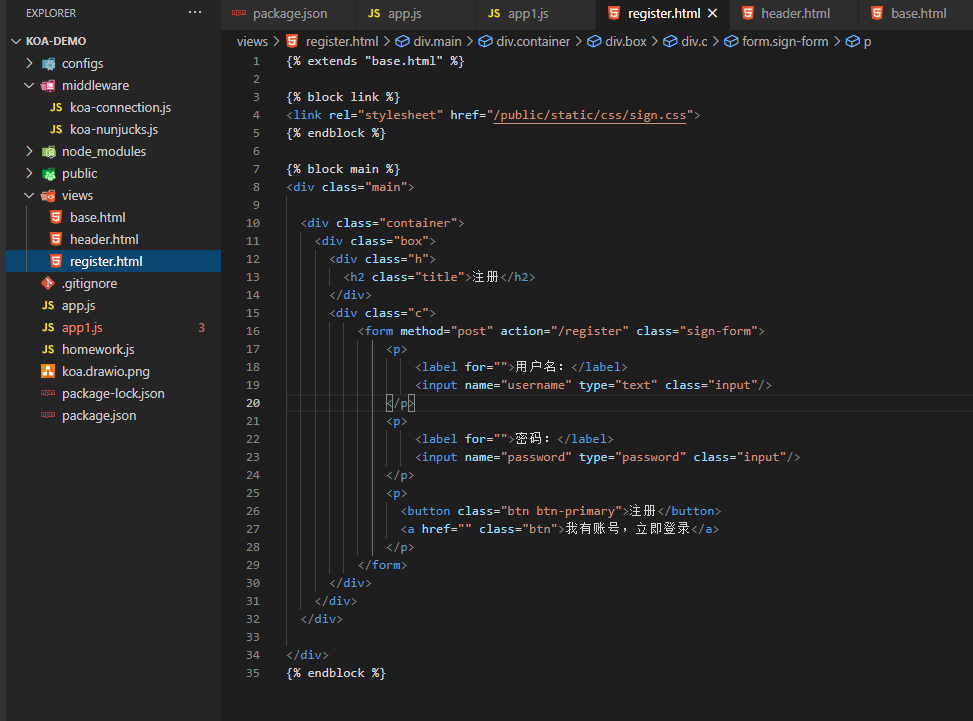 EXPLORER
···
KOA-DEMO
configs
middleware
JS koa-connection.js
JS koa-nunjucks.js
node_modules
public
views
base.html
header.html
register.html
.gitignore
JS app.js
JS app1.js 3
JS homework.js
koa.drawio.png
package-lock.json
package.json
package.json JS app.js JS app1.js register.html header.html base.html
views > register.html > div.main > div.container > div.box > div.c > form.sign-form > p
1 {% extends "base.html" %}
2
3 {% block link %}
4 <link rel="stylesheet" href="/public/static/css/sign.css">
5 {% endblock %}
6
7 {% block main %}
8 <div class="main">
9
10 <div class="container">
11 <div class="box">
12 <div class="h">
13 <h2 class="title">注册</h2>
14 </div>
15 <div class="c">
16 <form method="post" action="/register" class="sign-form">
17 <p>
18 <label for="">用户名：</label>
19 <input name="username" type="text" class="input"/>
20 </p>
21 <p>
22 <label for="">密码：</label>
23 <input name="password" type="password" class="input"/>
24 </p>
25 <p>
26 <button class="btn btn-primary">注册</button>
27 <a href="" class="btn">我有账号，立即登录</a>
28 </p>
29 </form>
30 </div>
31 </div>
32 </div>
33
34 </div>
35 {% endblock %}